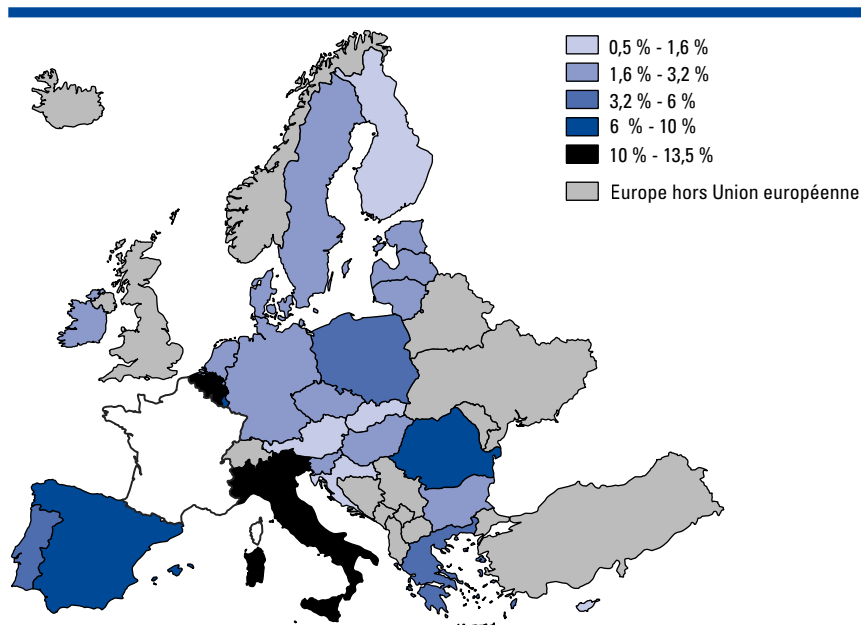 0,5 % - 1,6 %
1,6 % - 3,2 %
3,2 % - 6 %
6 % - 10 %
10 % - 13,5 %
Europe hors Union européenne